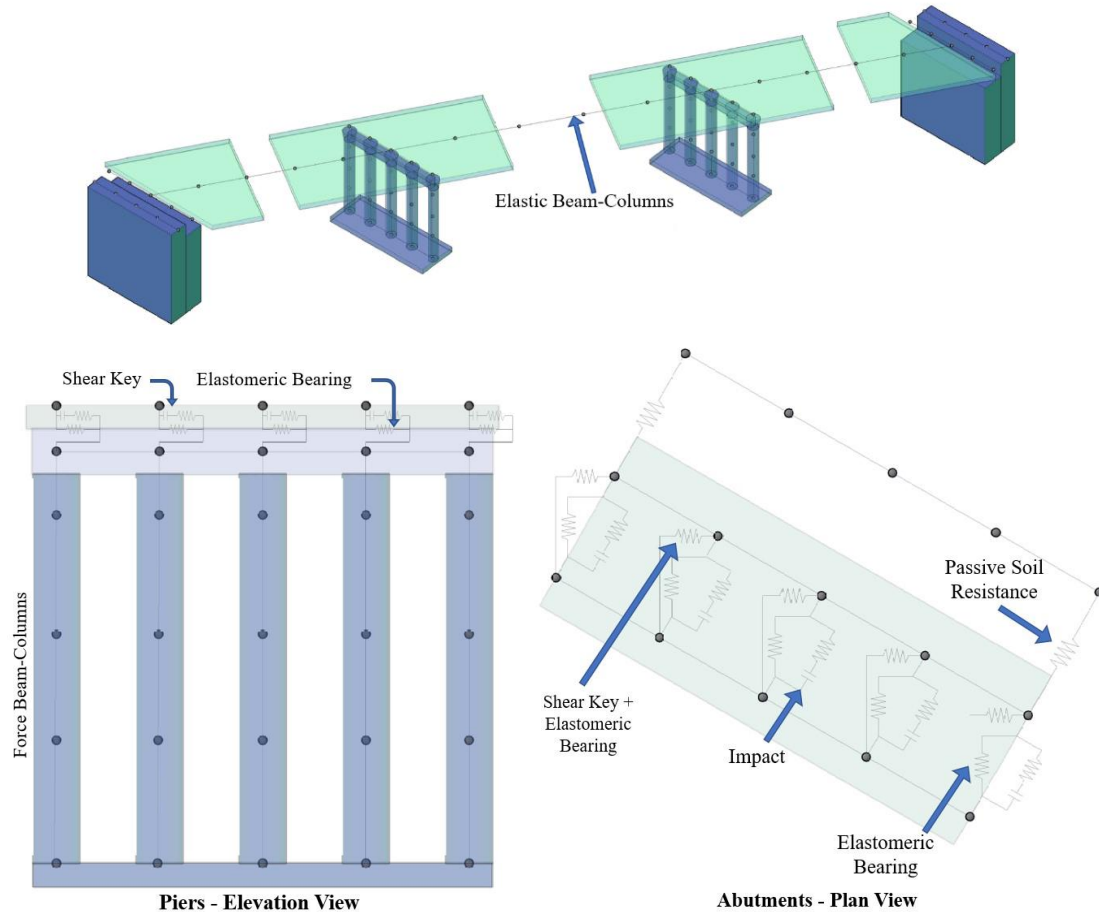 Elastic Beam-Columns
Shear Key
Elastomeric Bearing
Force Beam-Columns
Piers - Elevation View
Passive Soil
Resistance
Shear Key +
Elastomeric
Bearing
Impact
Elastomeric
Bearing
Abutments - Plan View